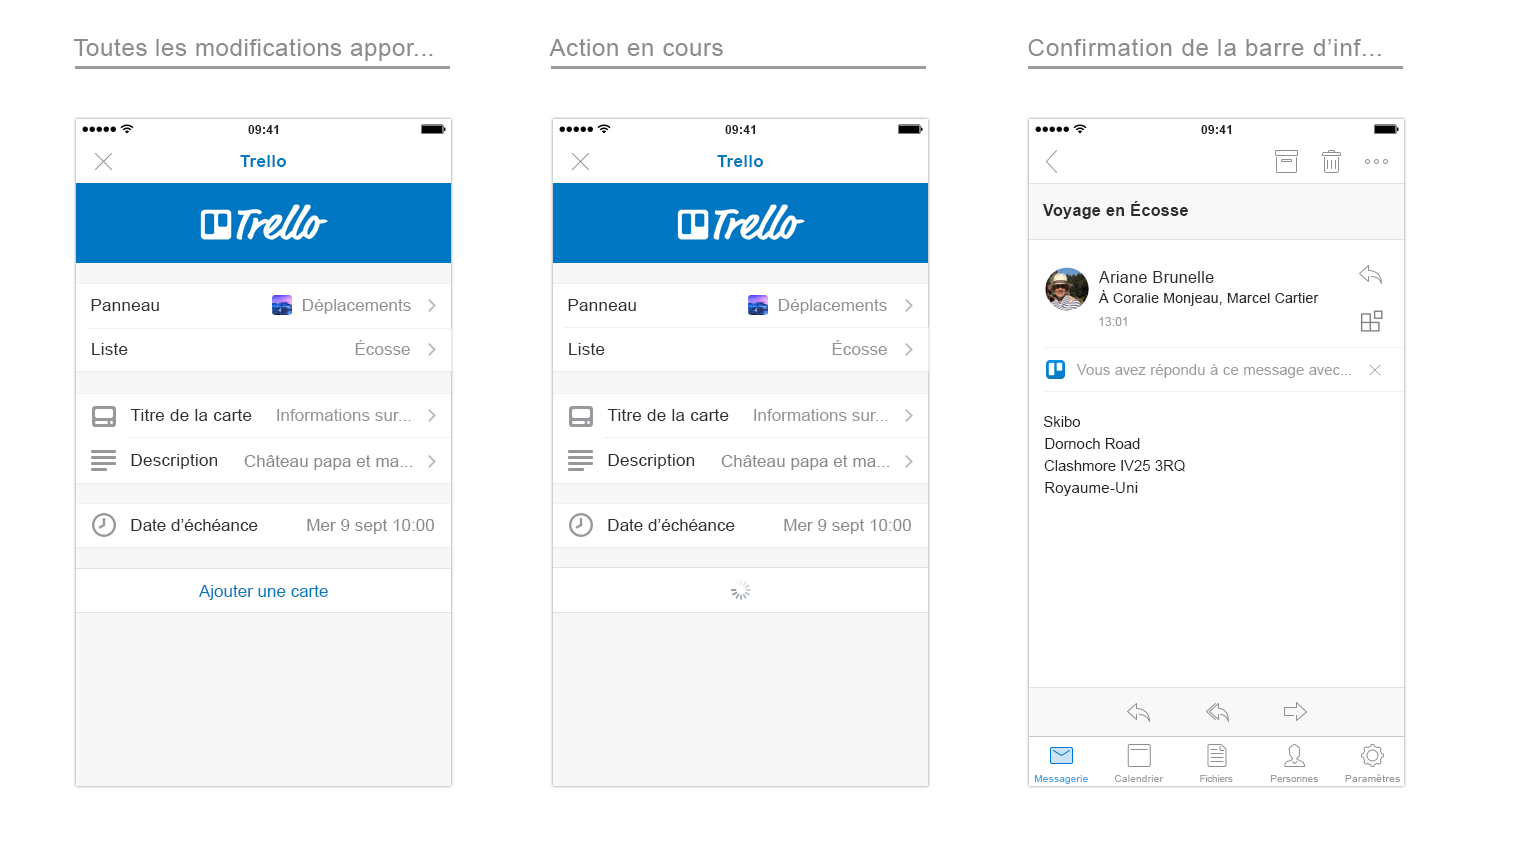 Toutes les modifications appor...
Action en cours
Confirmation de la barre d’inf...
09:41
Trello
Trello
Panneau Déplacements
Liste Écosse
Titre de la carte Informations sur...
Description Château papa et ma...
Date d’échéance Mer 9 sept 10:00
Ajouter une carte
09:41
Trello
Trello
Panneau Déplacements
Liste Écosse
Titre de la carte Informations sur...
Description Château papa et ma...
Date d’échéance Mer 9 sept 10:00
09:41
Voyage en Écosse
Ariane Brunelle
À Coralie Monjeau, Marcel Cartier
13:01
Vous avez répondu à ce message avec...
Skibo
Dornoch Road
Clashmore IV25 3RQ
Royaume-Uni
Messagerie Calendrier Fichiers Personnes Paramètres